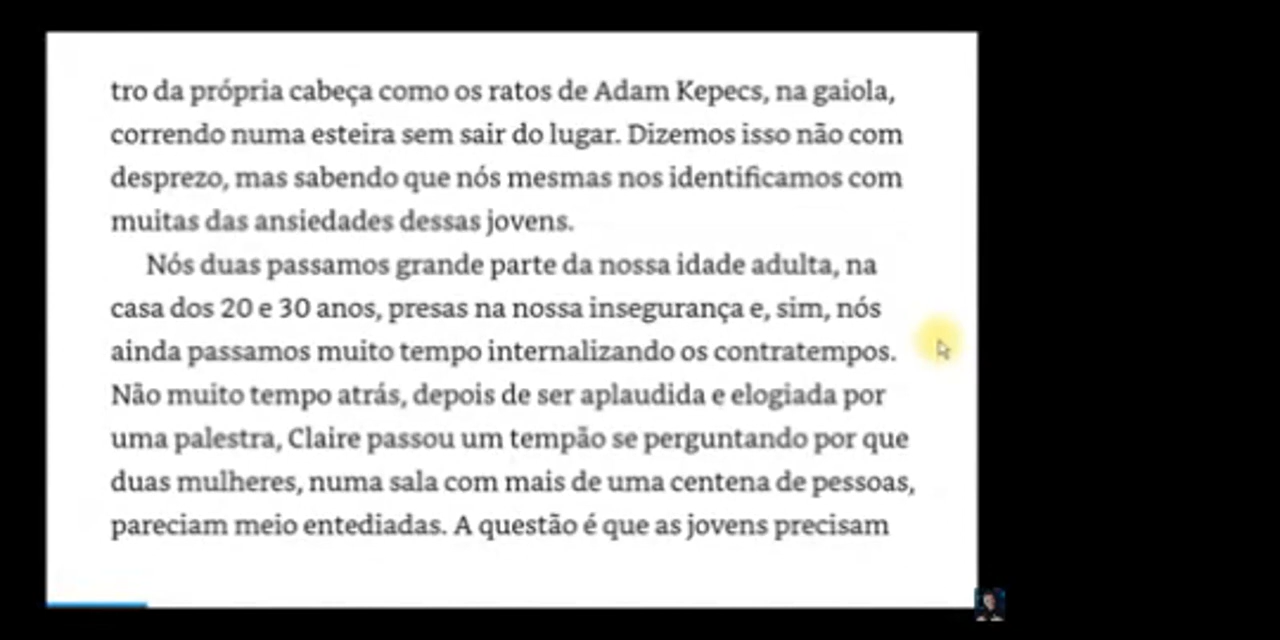 tro da própria cabeça como os ratos de Adam Kepecs, na gaiola,
correndo numa esteira sem sair do lugar. Dizemos isso não com
desprezo, mas sabendo que nós mesmas nos identificamos com
muitas das ansiedades dessas jovens.
Nós duas passamos grande parte da nossa idade adulta, na
casa dos 20 e 30 anos, presas na nossa insegurança e, sim, nós
ainda passamos muito tempo internalizando os contratempos.
Não muito tempo atrás, depois de ser aplaudida e elogiada por
uma palestra, Claire passou um tempão se perguntando por que
duas mulheres, numa sala com mais de uma centena de pessoas,
pareciam meio entediadas. A questão é que as jovens precisam